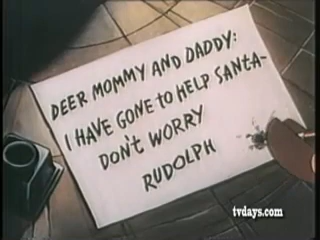 DEER MOMMY AND DADDY:
I HAVE GONE TO HELP SANTA-
DON'T WORRY
RUDOLPH
tvdays.com